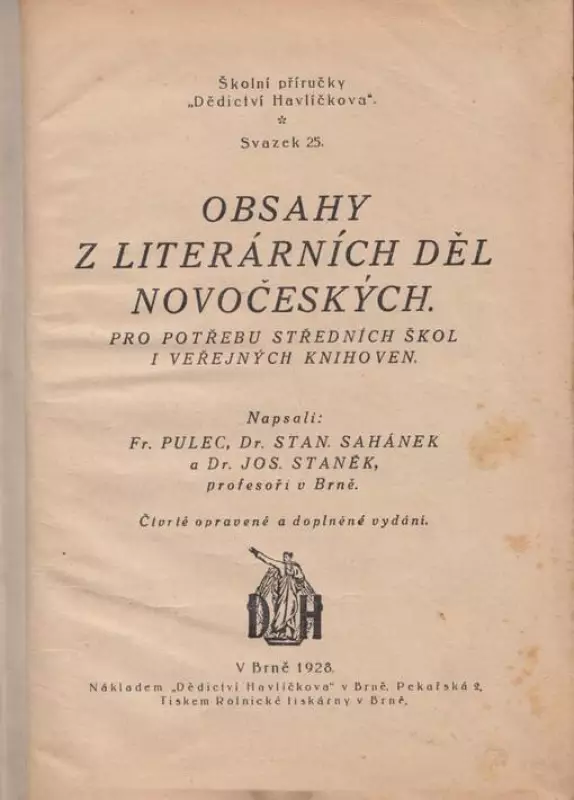 Školní příručky
„Dědictví Havlíčkova".
*
Svazek 25.
OBSAHY
Z LITERÁRNÍCH DĚL
NOVOČESKÝCH.
PRO POTŘEBU STŘEDNÍCH ŠKOL
I VEŘEJNÝCH KNIHOVEN.
Napsali:
Fr. PULEC, Dr. STAN. SAHÁNEK
a Dr. JOS. STANĚK,
profesoři v Brně.
Čtvrté opravené a doplněné vydání.
D H
V Brně 1928.
Nákladem „Dědictví Havlíčkova" v Brně, Pekařská 2.
Tiskem Rolnické tiskárny v Brně.